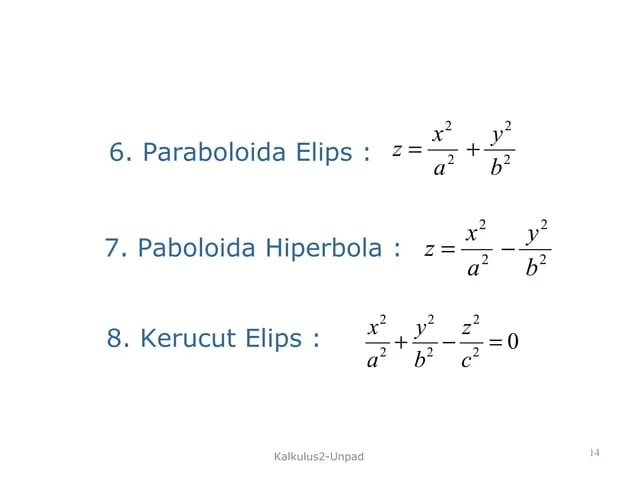 6. Paraboloida Elips : z = x²/a² + y²/b²
7. Paboloida Hiperbola : z = x²/a² − y²/b²
8. Kerucut Elips : x²/a² + y²/b² − z²/c² = 0
Kalkulus2-Unpad
14